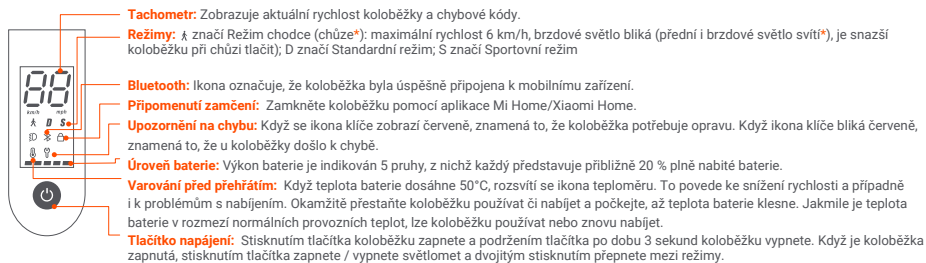 Tachometr: Zobrazuje aktuální rychlost koloběžky a chybové kódy.
Režimy: značí Režim chodce (chůze*): maximální rychlost 6 km/h, brzdové světlo bliká (přední i brzdové světlo svítí*), je snazší
koloběžku při chůzi tlačit); D značí Standardní režim; S značí Sportovní režim
Bluetooth: Ikona označuje, že koloběžka byla úspěšně připojena k mobilnímu zařízení.
Připomenutí zamčení: Zamkněte koloběžku pomocí aplikace Mi Home/Xiaomi Home.
Upozornění na chybu: Když se ikona klíče zobrazí červeně, znamená to, že koloběžka potřebuje opravu. Když ikona klíče bliká červeně,
znamená to, že u koloběžky došlo k chybě.
Úroveň baterie: Výkon baterie je indikován 5 pruhy, z nichž každý představuje přibližně 20 % plně nabité baterie.
Varování před přehřátím: Když teplota baterie dosáhne 50°C, rozsvítí se ikona teploměru. To povede ke snížení rychlosti a případně
i k problémům s nabíjením. Okamžitě přestaňte koloběžku používat či nabíjet a počkejte, až teplota baterie klesne. Jakmile je teplota
baterie v rozmezí normálních provozních teplot, lze koloběžku používat nebo znovu nabíjet.
Tlačítko napájení: Stisknutím tlačítka koloběžku zapnete a podržením tlačítka po dobu 3 sekund koloběžku vypnete. Když je koloběžka
zapnutá, stisknutím tlačítka zapnete / vypnete světlomet a dvojitým stisknutím přepnete mezi režimy.
88
km/h mph
D S